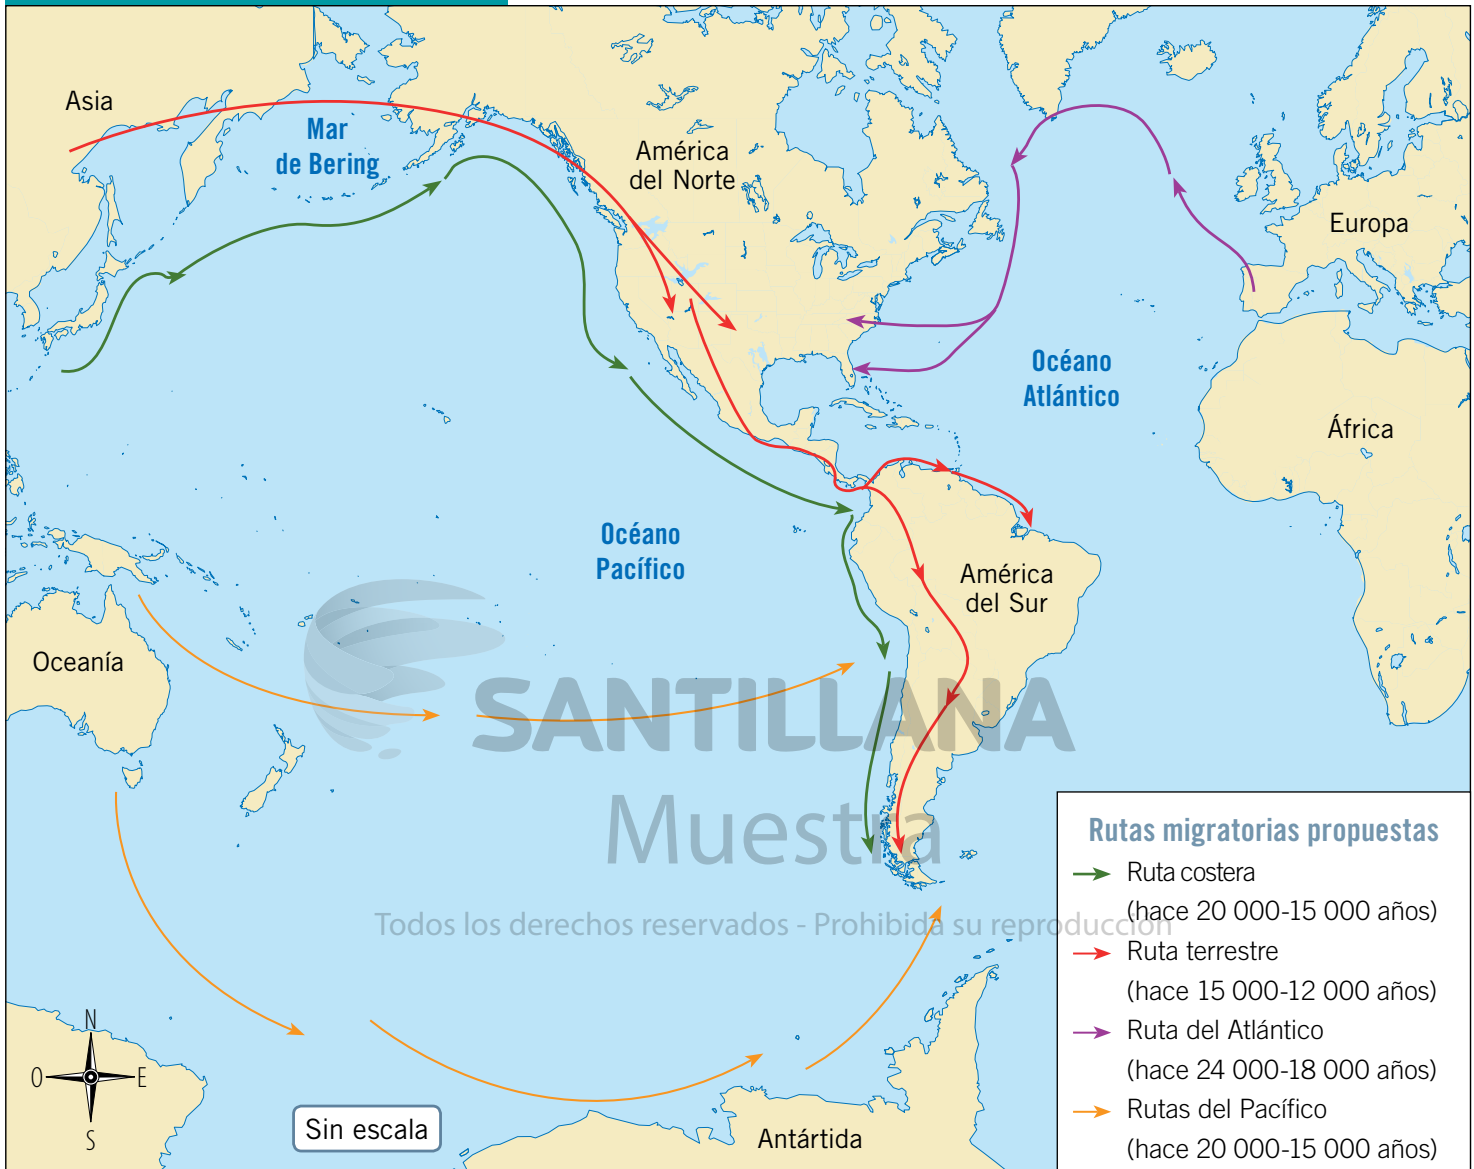 Asia
Mar
de Bering
América
del Norte
Europa
Océano
Atlántico
África
Océano
Pacífico
América
del Sur
Oceanía
SANTILLANA
Muestra
Todos los derechos reservados - Prohibida su reproducción
Rutas migratorias propuestas
Ruta costera
(hace 20 000-15 000 años)
Ruta terrestre
(hace 15 000-12 000 años)
Ruta del Atlántico
(hace 24 000-18 000 años)
Rutas del Pacífico
(hace 20 000-15 000 años)
N
O
E
S
Sin escala
Antártida